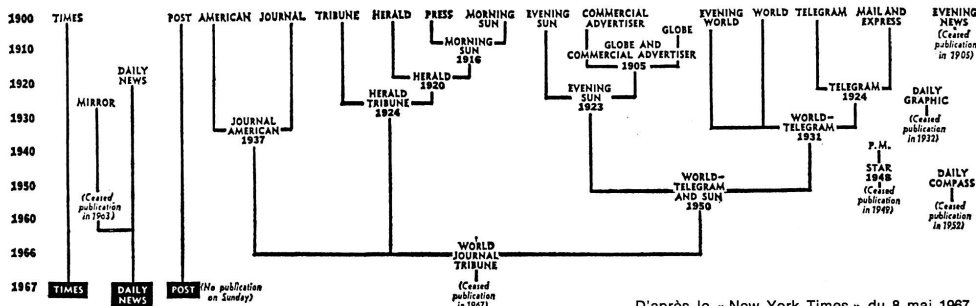 1900
TIMES
POST
AMERICAN
JOURNAL
TRIBUNE
HERALD
PRESS
MORNING
SUN
EVENING
SUN
COMMERCIAL
ADVERTISER
GLOBE
EVENING
WORLD
WORLD
TELEGRAM
MAIL AND
EXPRESS
EVENING
NEWS
(Ceased
publication
in 1905)
1910
DAILY
NEWS
MORNING
SUN
1916
GLOBE AND
COMMERCIAL ADVERTISER
1905
1920
MIRROR
HERALD
1920
HERALD
TRIBUNE
1924
EVENING
SUN
1923
TELEGRAM
1924
DAILY
GRAPHIC
(Ceased
publication
in 1932)
1930
JOURNAL
AMERICAN
1937
WORLD-
TELEGRAM
1931
1940
P.M.
STAR
1948
(Ceased
publication
in 1949)
DAILY
COMPASS
(Ceased
publication
in 1952)
1950
(Ceased
publication
in 1963)
WORLD-
TELEGRAM
AND SUN
1950
1960
1966
WORLD
JOURNAL
TRIBUNE
(Ceased
publication
in 1967)
1967
TIMES
DAILY
NEWS
POST
(No publication
on Sunday)
D'après le « New York Times » du 8 mai 1967